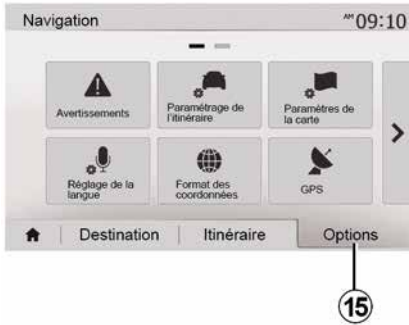 Navigation
AM 09:10
Avertissements
Paramétrage de
l'itinéraire
Paramètres de
la carte
Réglage de la
langue
Format des
coordonnées
GPS
Destination
Itinéraire
Options
15